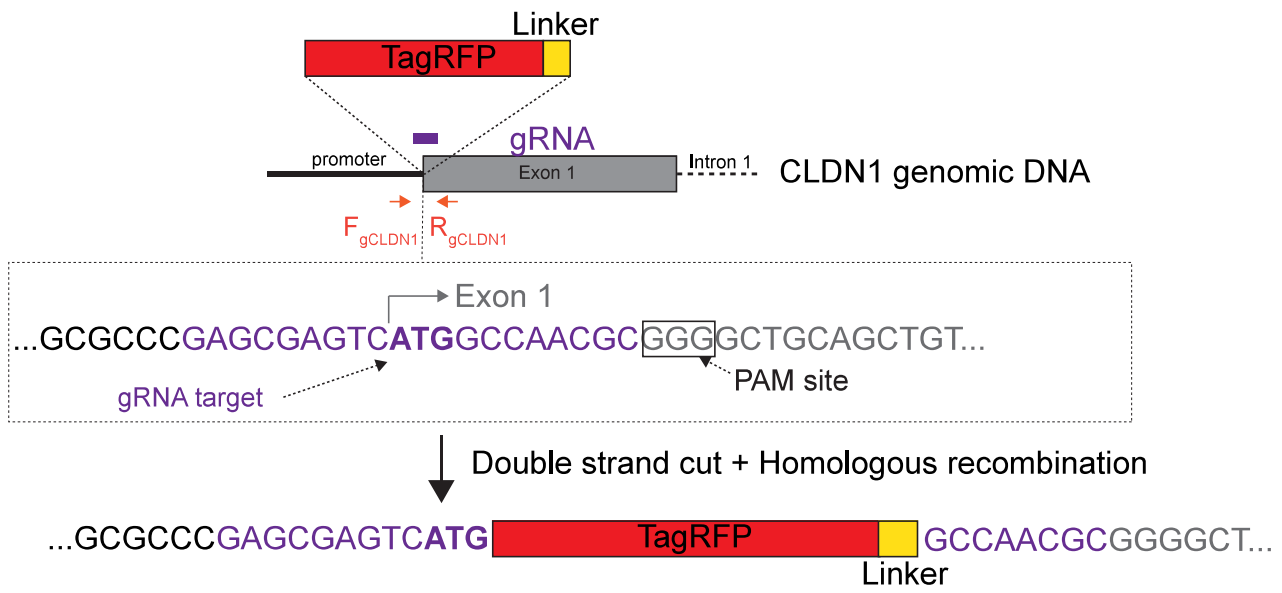 Linker
TagRFP
gRNA
promoter
Exon 1
Intron 1
CLDN1 genomic DNA
FgCLDN1 RgCLDN1
Exon 1
...GCGCCCGAGCGAGTCATGGCCAACGCGGGGCTGCAGCTGT...
gRNA target
PAM site
Double strand cut + Homologous recombination
...GCGCCCGAGCGAGTCATG TagRFP GCCAACGCGGGGCT...
Linker